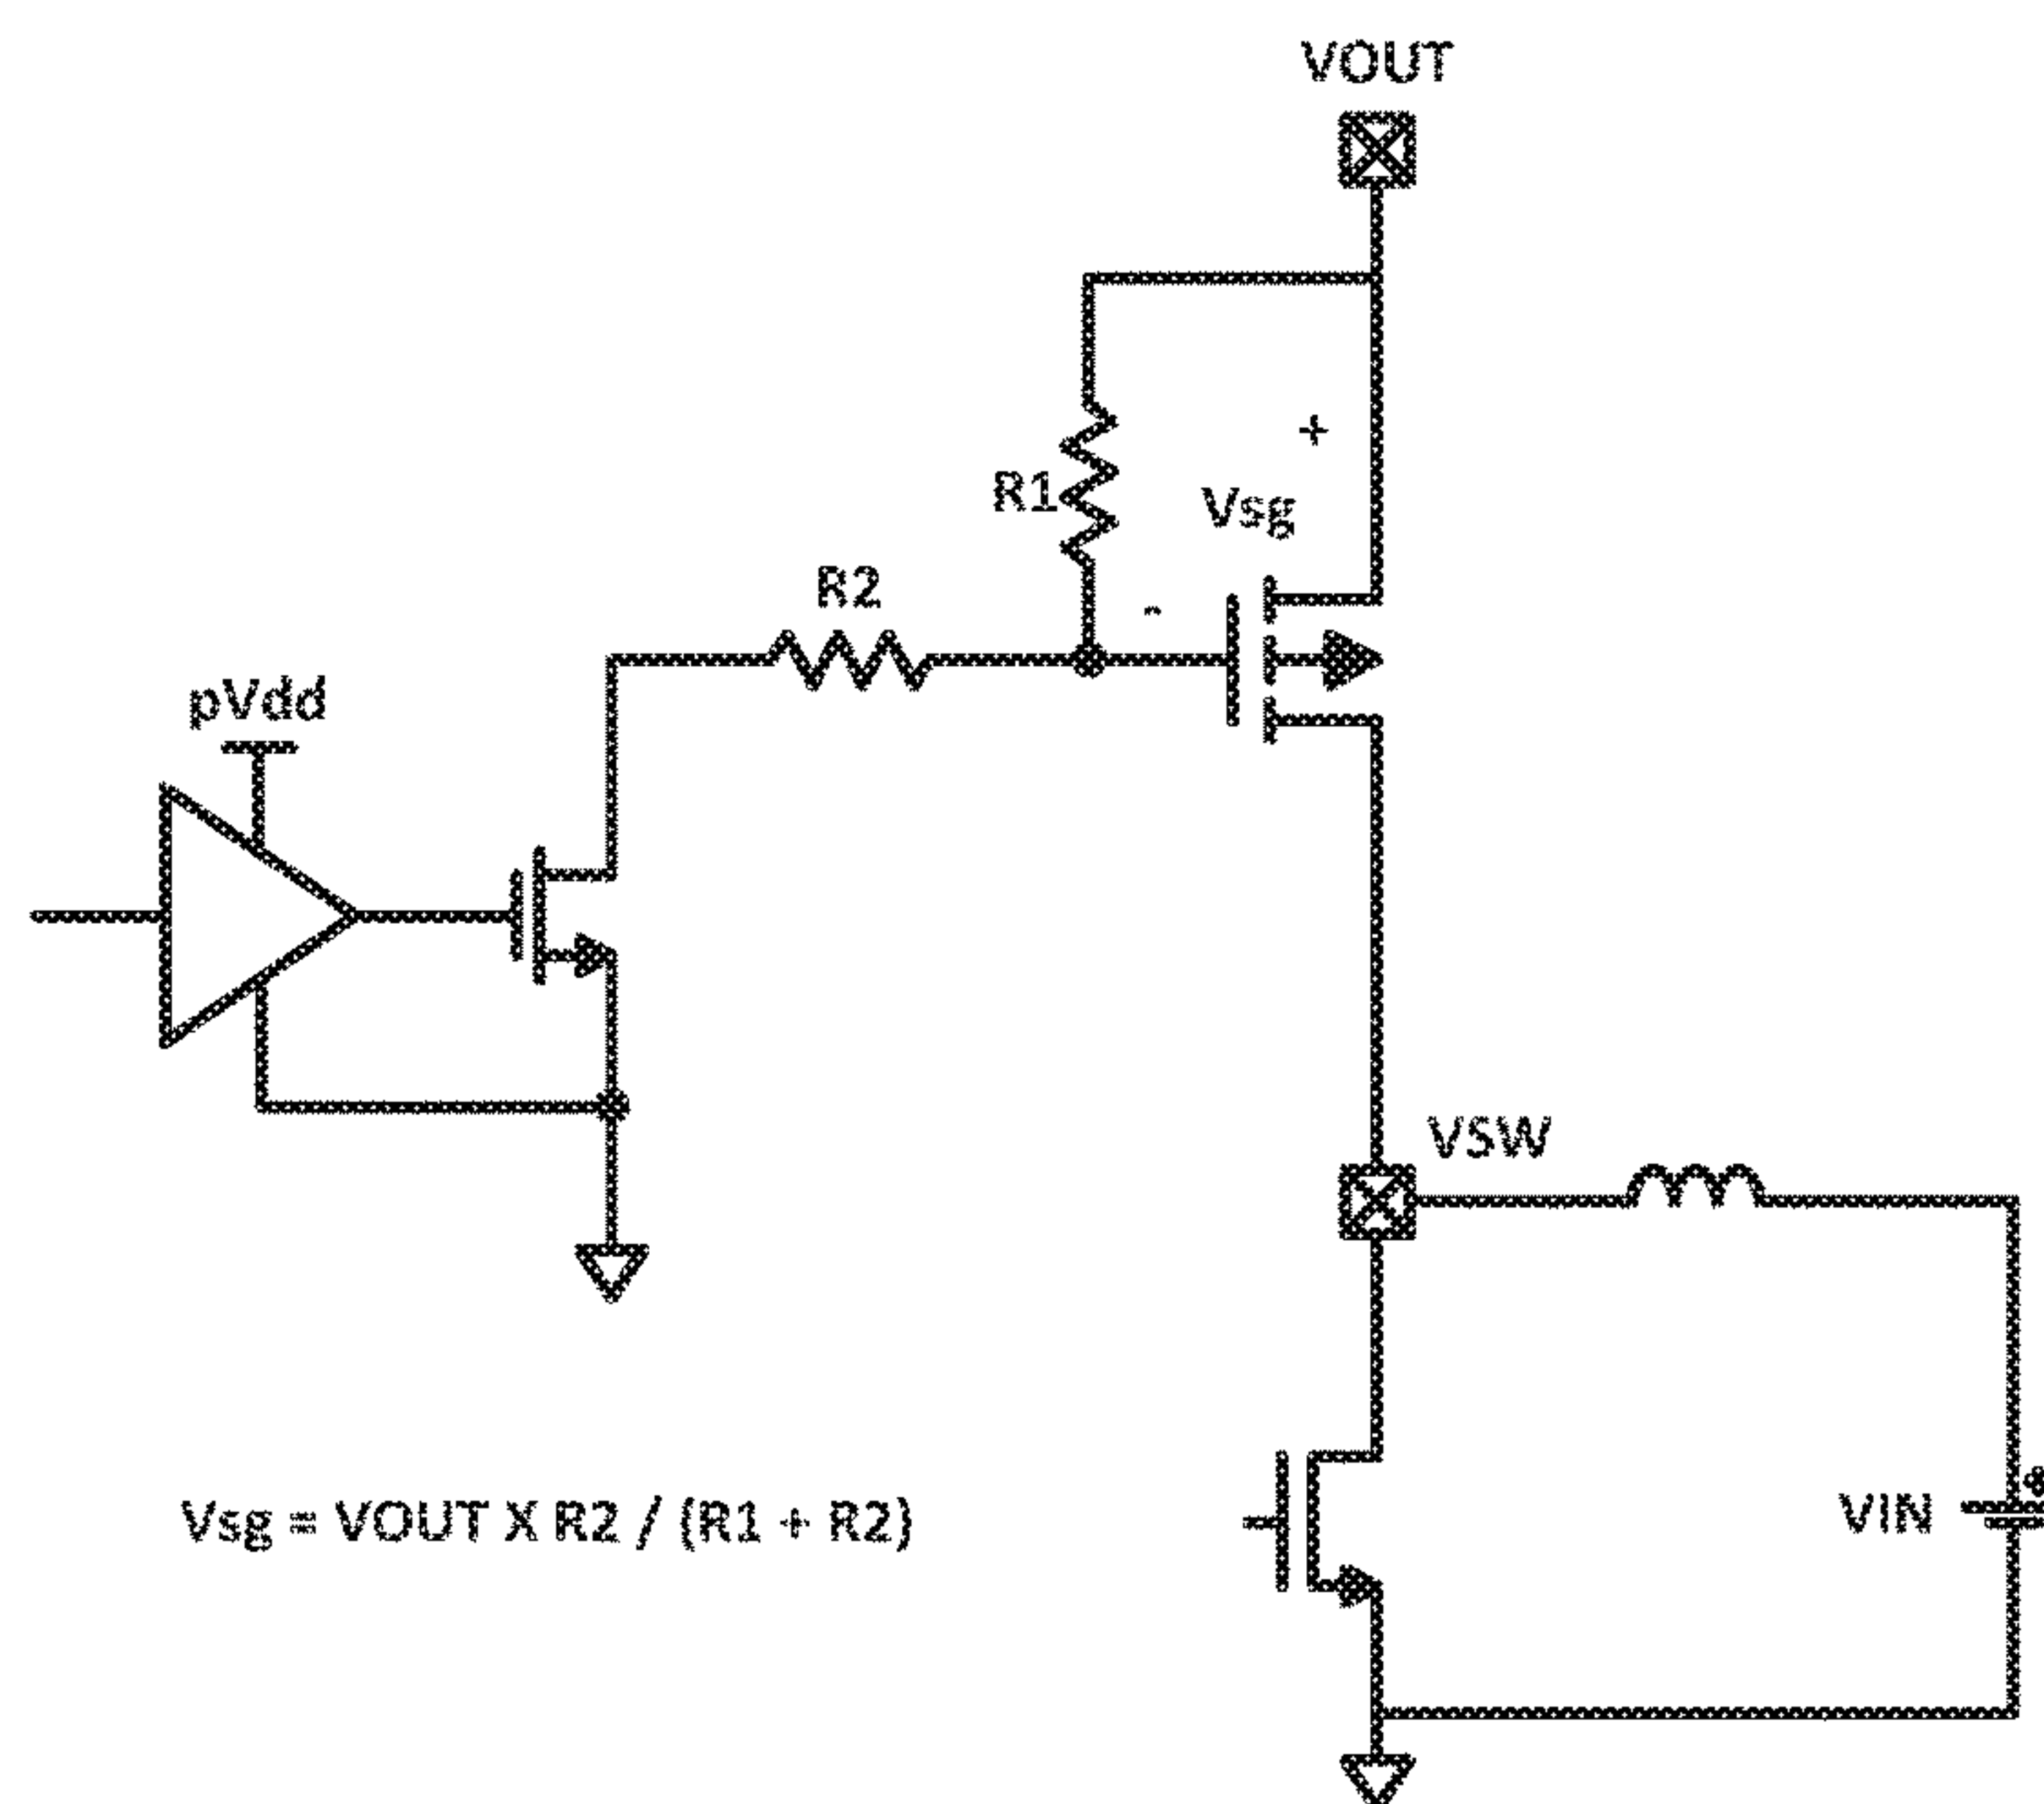 VOUT
+
R1
Vsg
R2
-
pVdd
VSW
Vsg = VOUT X R2 / (R1 + R2)
VIN